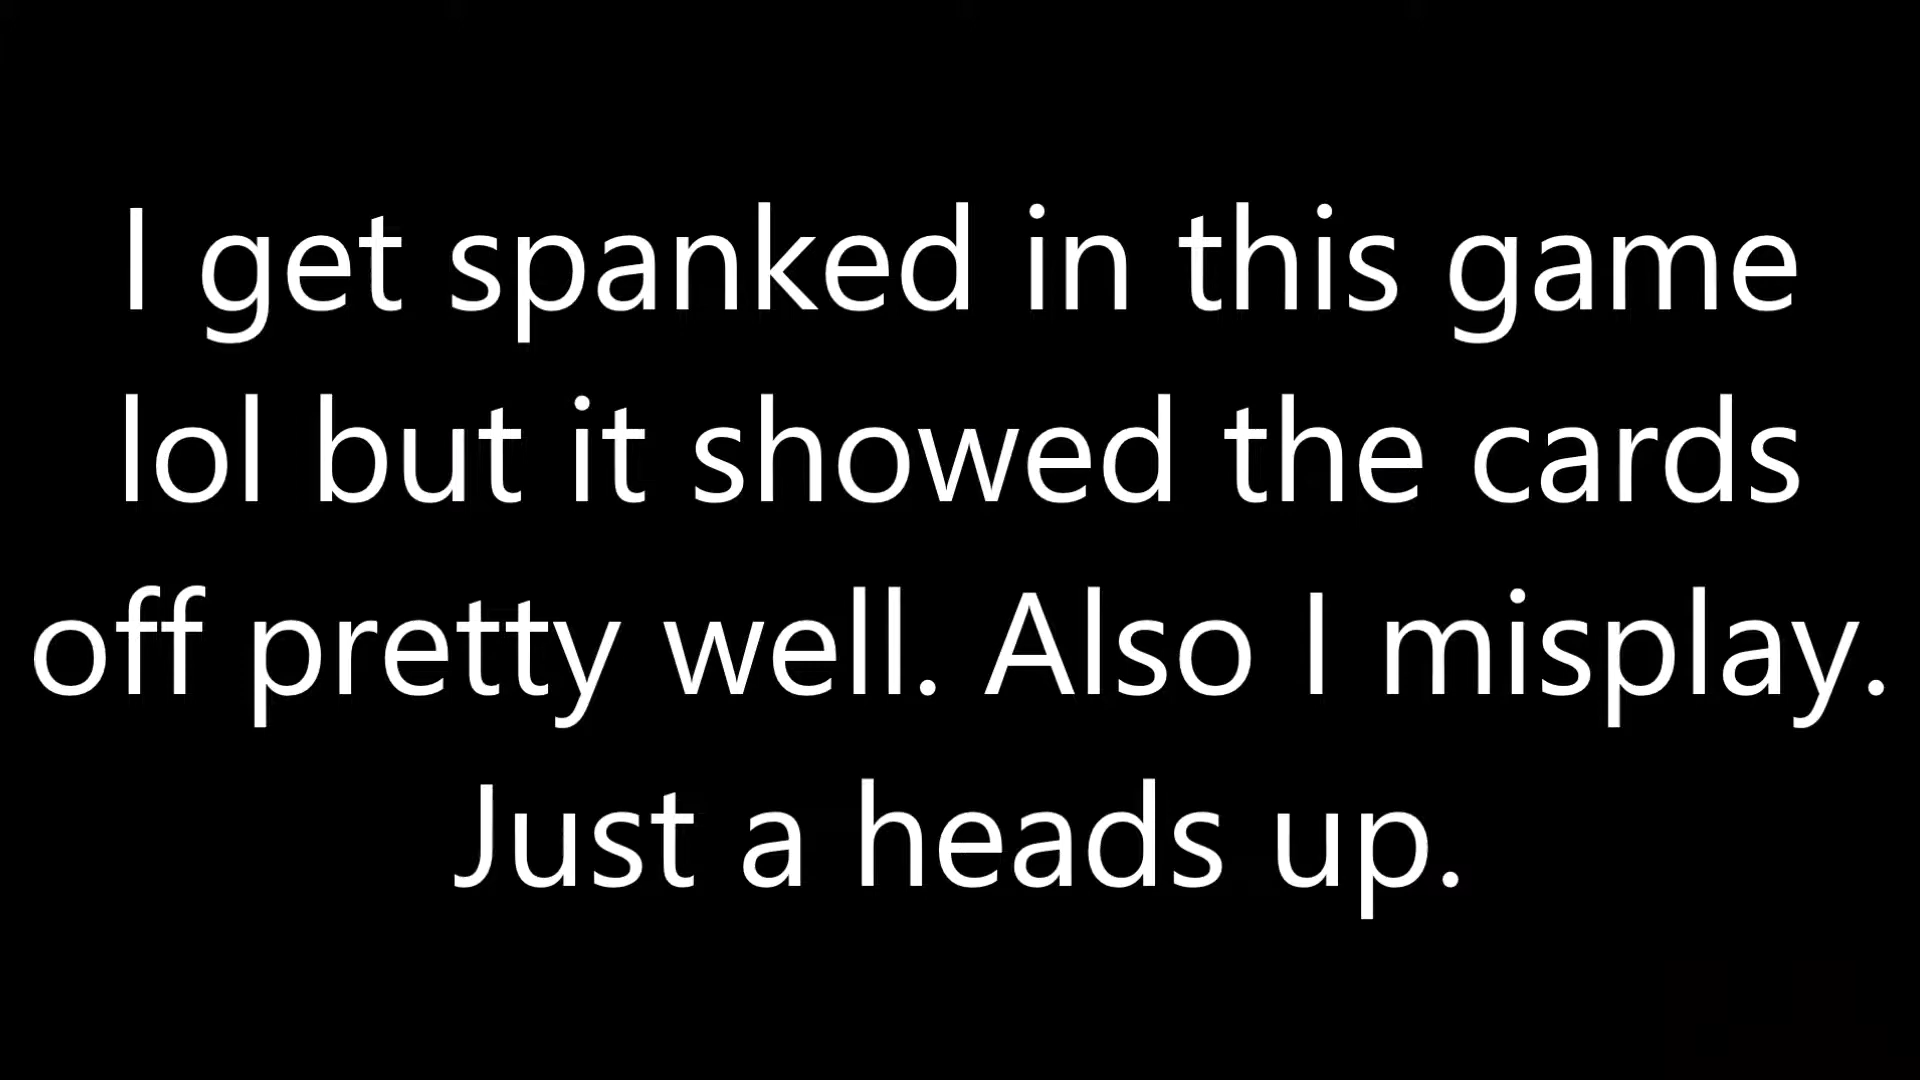 I get spanked in this game
lol but it showed the cards
off pretty well. Also I misplay.
Just a heads up.